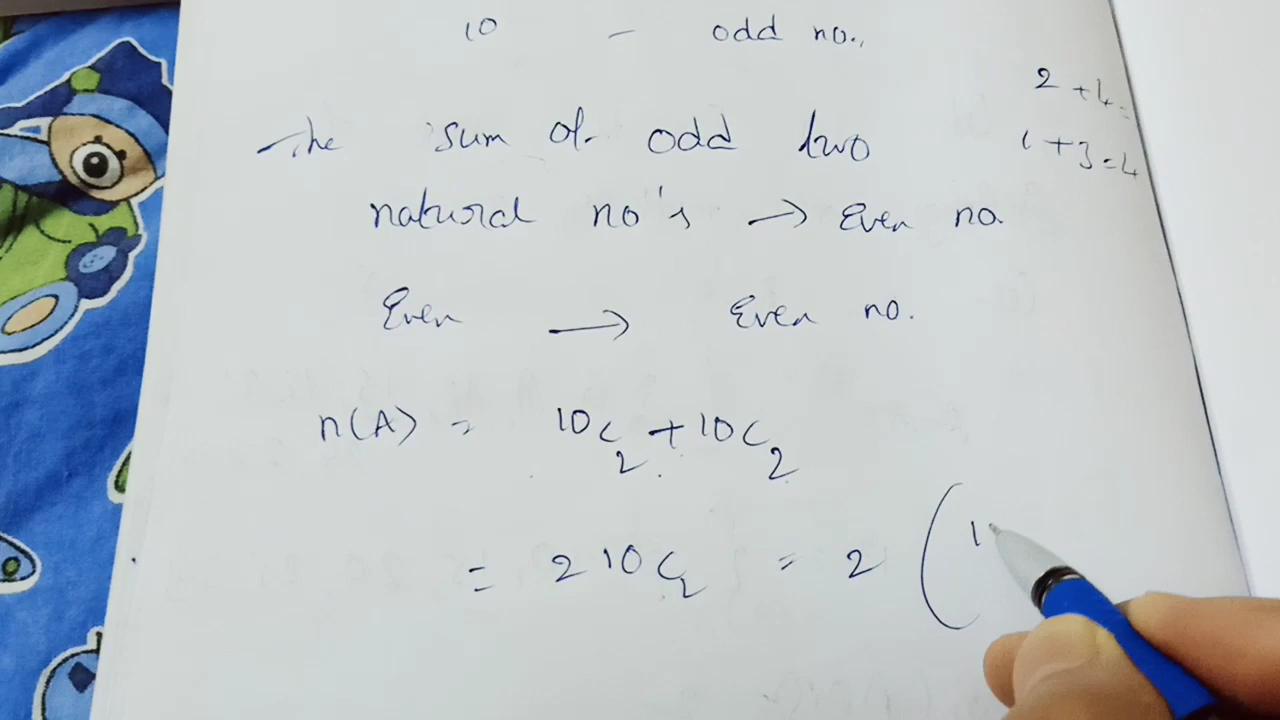 10 - odd no.,
2 + 4 =
The sum of odd two
1 + 3 = 4
natural no's → Even no.
Even → Even no.
n(A) = 10C2 + 10C2
= 2 10C2 = 2 ( 1